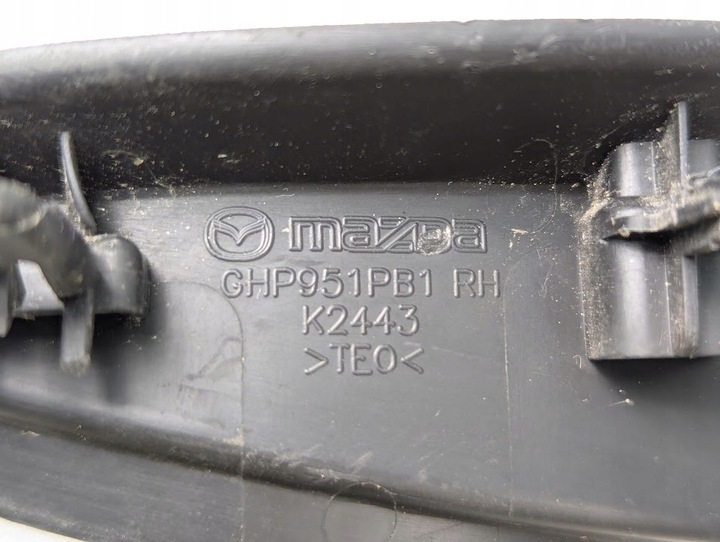 mazda
GHP951PB1 RH
K2443
>TEO<